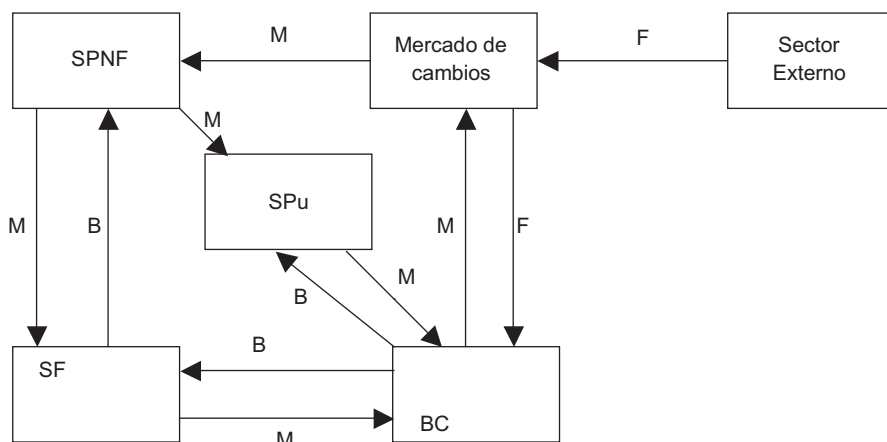 M
F
SPNF
Mercado de
cambios
Sector
Externo
M
SPu
M
B
M
F
M
B
B
SF
BC
M